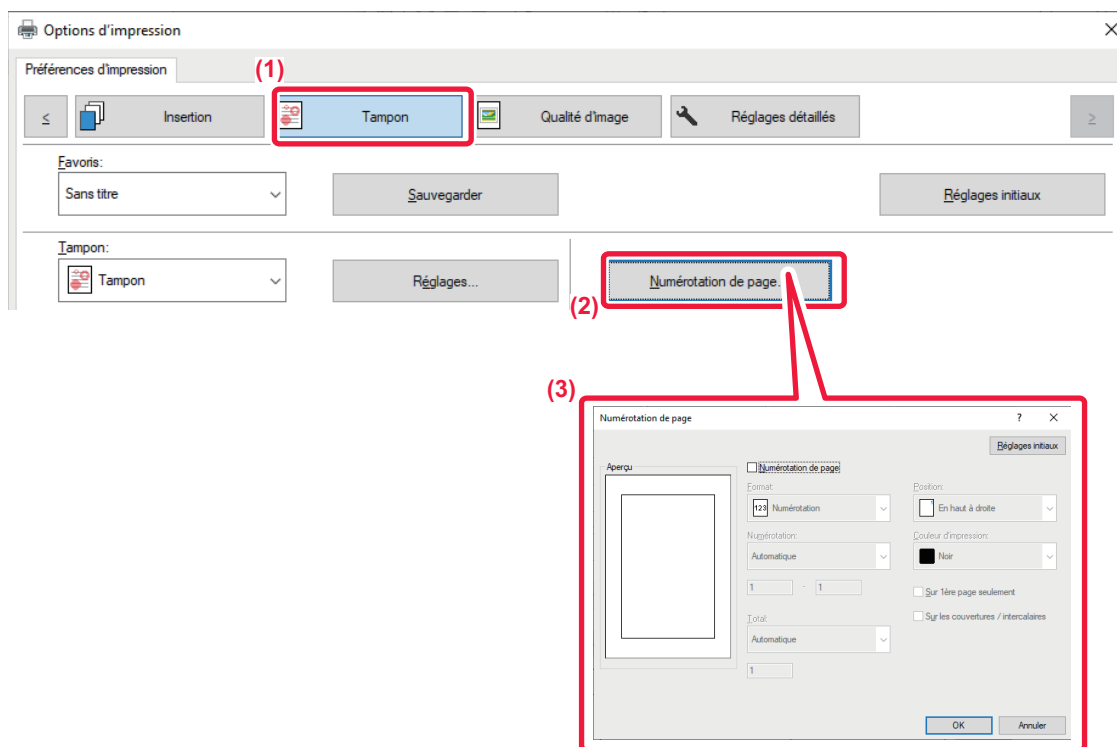 Options d'impression
Préférences d'impression
(1)
<
Insertion
Tampon
Qualité d'image
Réglages détaillés
>
Favoris:
Sans titre
Sauvegarder
Réglages initiaux
Tampon:
Tampon
Réglages...
Numérotation de page..
(2)
(3)
Numérotation de page
?
Réglages initiaux
Aperçu
Numérotation de page
Format:
Position:
123 Numérotation
En haut à droite
Numérotation:
Couleur d'impression:
Automatique
Noir
1 - 1
Sur 1ère page seulement
Total:
Sur les couvertures / intercalaires
Automatique
1
OK
Annuler